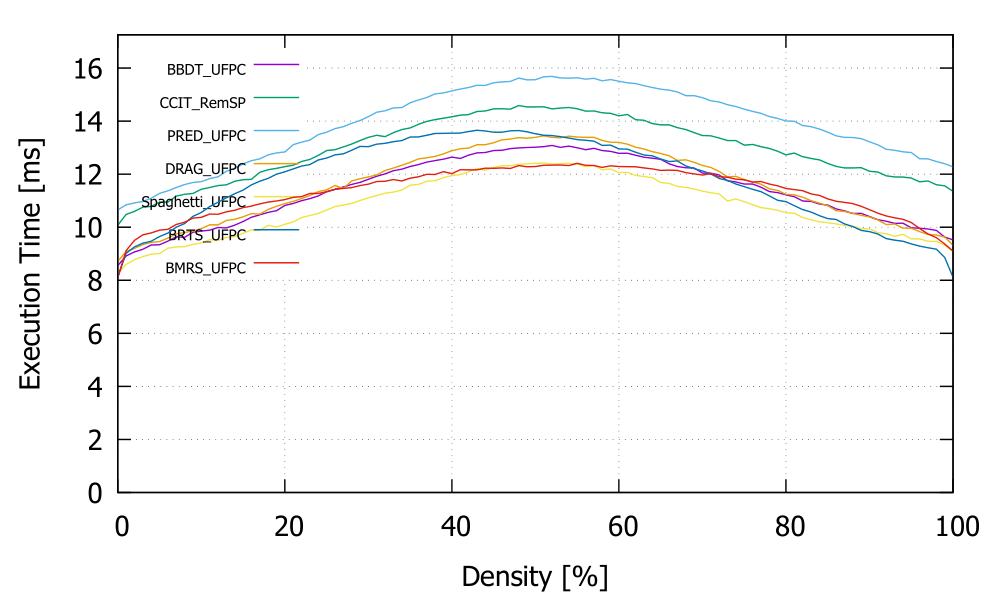 Execution Time [ms]
16
14
12
10
8
6
4
2
0
BBDT_UFPC
CCIT_RemSP
PRED_UFPC
DRAG_UFPC
Spaghetti_UFPC
BRTS_UFPC
BMRS_UFPC
0 20 40 60 80 100
Density [%]